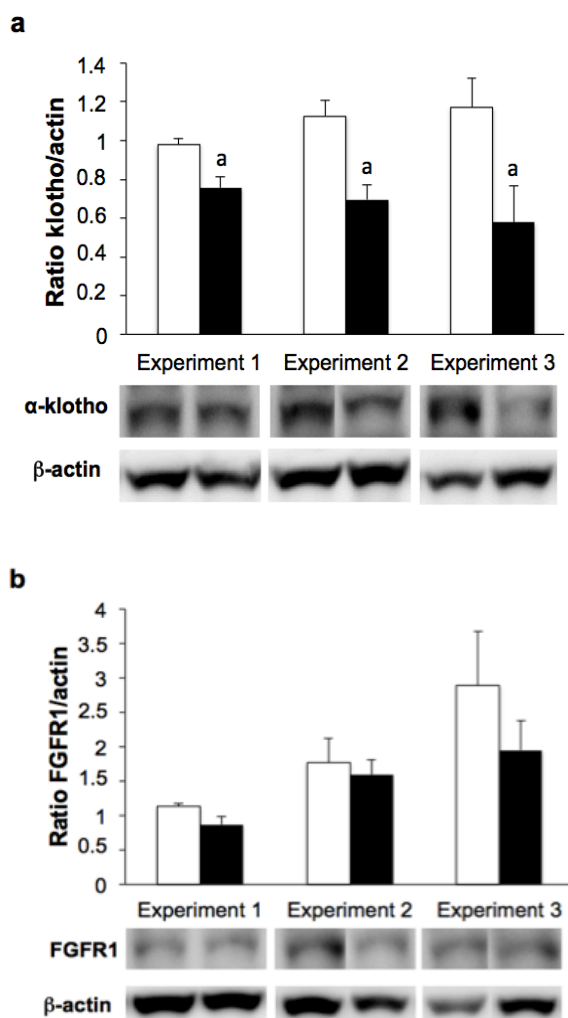 a
Ratio klotho/actin
1.4
1.2
1
0.8
0.6
0.4
0.2
0
a
a
a
Experiment 1
Experiment 2
Experiment 3
α-klotho
β-actin
b
Ratio FGFR1/actin
4
3.5
3
2.5
2
1.5
1
0.5
0
Experiment 1
Experiment 2
Experiment 3
FGFR1
β-actin